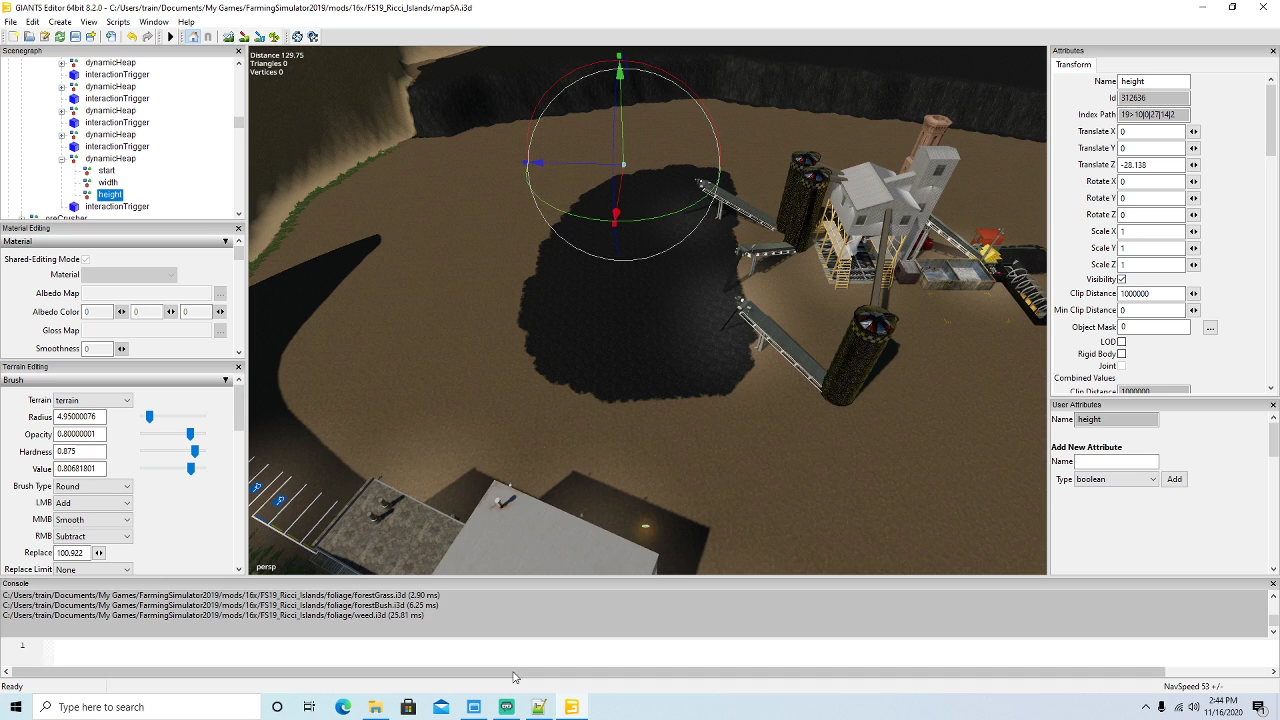 GIANTS Editor 64bit 8.2.0 - C:/Users/train/Documents/My Games/FarmingSimulator2019/mods/16x/FS19_Ricci_Islands/maps/mapSA.i3d
File Edit View Create Scripts Window Help
Scenegraph
dynamicHeap
interactionTrigger
dynamicHeap
interactionTrigger
dynamicHeap
interactionTrigger
dynamicHeap
interactionTrigger
dynamicHeap
start
width
height
interactionTrigger
preCrusher
Material Editing
Material
Shared-Editing Mode
Material
Albedo Map
Albedo Color 0 0 0
Gloss Map
Smoothness 0
Terrain Editing
Brush
Terrain terrain
Radius 4.95000076
Opacity 0.80000001
Hardness 0.875
Value 0.80681801
Brush Type Round
LMB Add
MMB Smooth
RMB Subtract
Replace 100.922
Replace Limit None
Distance 129.75
Triangles 0
Vertices 0
persp
Attributes
Transform
Name height
Id 312636
Index Path 19>10|0|27|14|2
Translate X 0
Translate Y 0
Translate Z -28.138
Rotate X 0
Rotate Y 0
Rotate Z 0
Scale X 1
Scale Y 1
Scale Z 1
Visibility
Clip Distance 1000000
Min Clip Distance 0
Object Mask 0 ...
LOD
Rigid Body
Joint
Combined Values
Clip Distance 1000000
User Attributes
Name height
Add New Attribute
Name
Type boolean Add
Console
C:/Users/train/Documents/My Games/FarmingSimulator2019/mods/16x/FS19_Ricci_Islands/foliage/forestGrass.i3d (2.90 ms)
C:/Users/train/Documents/My Games/FarmingSimulator2019/mods/16x/FS19_Ricci_Islands/foliage/forestBush.i3d (6.25 ms)
C:/Users/train/Documents/My Games/FarmingSimulator2019/mods/16x/FS19_Ricci_Islands/foliage/weed.i3d (25.81 ms)
1
Ready
NavSpeed 53 +/-
Type here to search
2:44 PM
11/16/2020